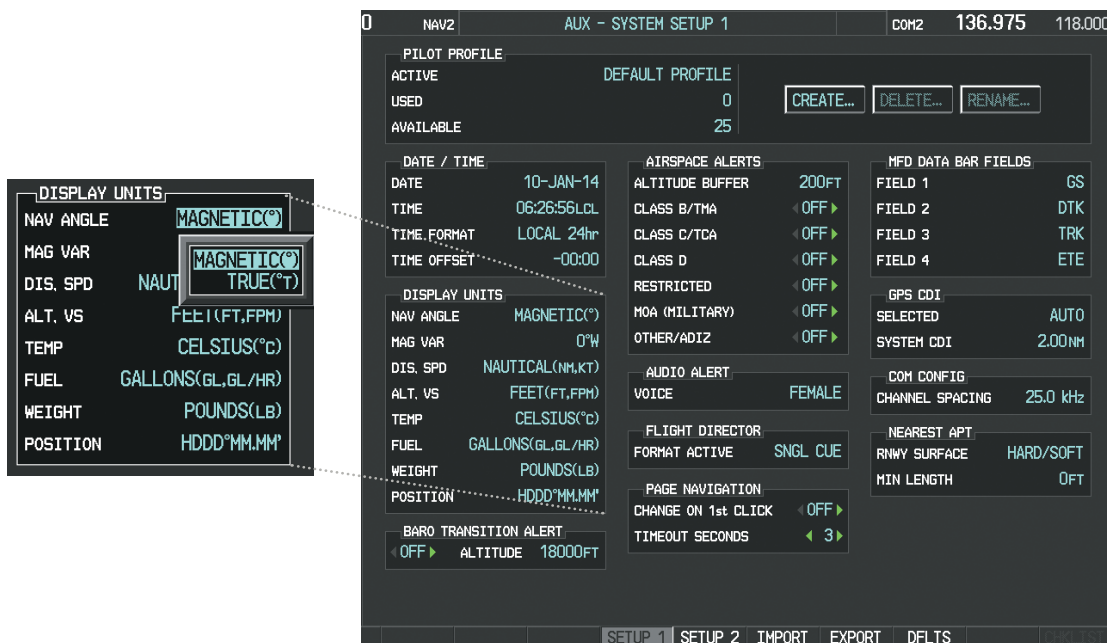 0 NAV2 AUX - SYSTEM SETUP 1 COM2 136.975 118.000
PILOT PROFILE
ACTIVE DEFAULT PROFILE
USED 0
AVAILABLE 25
CREATE... DELETE... RENAME...
DATE / TIME
DATE 10-JAN-14
TIME 06:26:56LCL
TIME FORMAT LOCAL 24hr
TIME OFFSET -00:00
DISPLAY UNITS
NAV ANGLE MAGNETIC(°)
MAG VAR 0°W
DIS, SPD NAUTICAL(NM,KT)
ALT, VS FEET(FT,FPM)
TEMP CELSIUS(°C)
FUEL GALLONS(GL,GL/HR)
WEIGHT POUNDS(LB)
POSITION HDDD°MM.MM'
BARO TRANSITION ALERT
OFF ALTITUDE 18000FT
AIRSPACE ALERTS
ALTITUDE BUFFER 200FT
CLASS B/TMA OFF
CLASS C/TCA OFF
CLASS D OFF
RESTRICTED OFF
MOA (MILITARY) OFF
OTHER/ADIZ OFF
AUDIO ALERT
VOICE FEMALE
FLIGHT DIRECTOR
FORMAT ACTIVE SNGL CUE
PAGE NAVIGATION
CHANGE ON 1st CLICK OFF
TIMEOUT SECONDS 3
MFD DATA BAR FIELDS
FIELD 1 GS
FIELD 2 DTK
FIELD 3 TRK
FIELD 4 ETE
GPS CDI
SELECTED AUTO
SYSTEM CDI 2.00NM
COM CONFIG
CHANNEL SPACING 25.0 kHz
NEAREST APT
RNWY SURFACE HARD/SOFT
MIN LENGTH 0FT
SETUP 1 SETUP 2 IMPORT EXPORT DFLTS CHKLIST
DISPLAY UNITS
NAV ANGLE MAGNETIC(°)
MAG VAR
MAGNETIC(°)
DIS, SPD NAUT
TRUE(°T)
ALT, VS FEET(FT,FPM)
TEMP CELSIUS(°C)
FUEL GALLONS(GL,GL/HR)
WEIGHT POUNDS(LB)
POSITION HDDD°MM.MM'